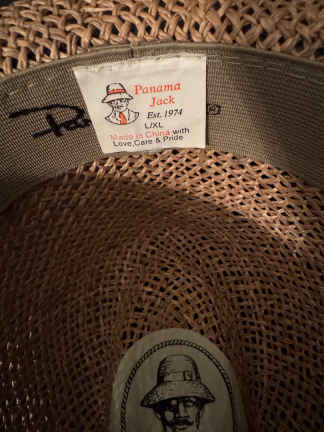 Panama
Jack
Est. 1974
L/XL
Made in China with
Love,Care & Pride
®